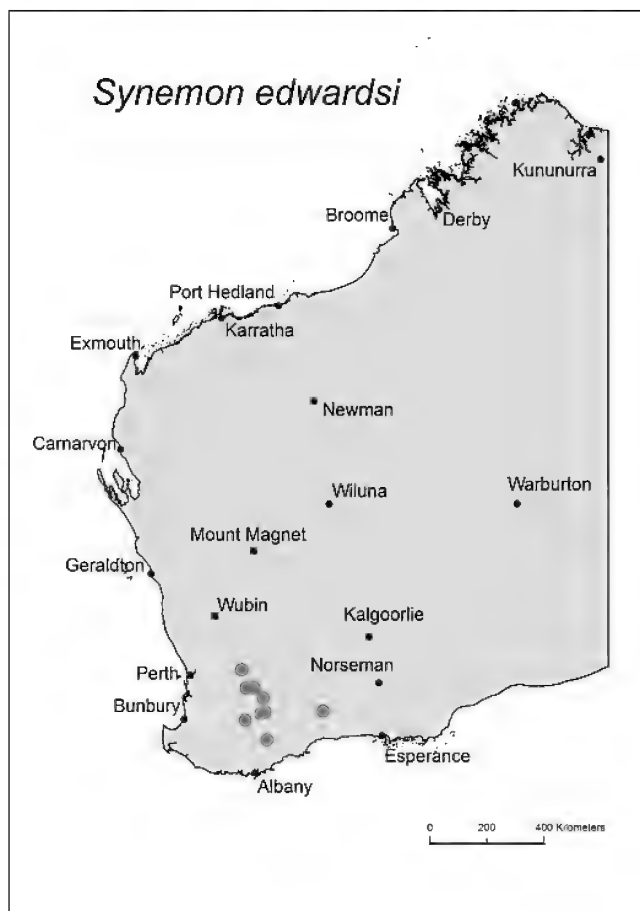 Synemon edwardsi
Kununurra
Broome
Derby
Port Hedland
Karratha
Exmouth
Newman
Carnarvon
Wiluna
Warburton
Mount Magnet
Geraldton
Wubin
Kalgoorlie
Perth
Norseman
Bunbury
Esperance
Albany
0 200 400 Kilometers